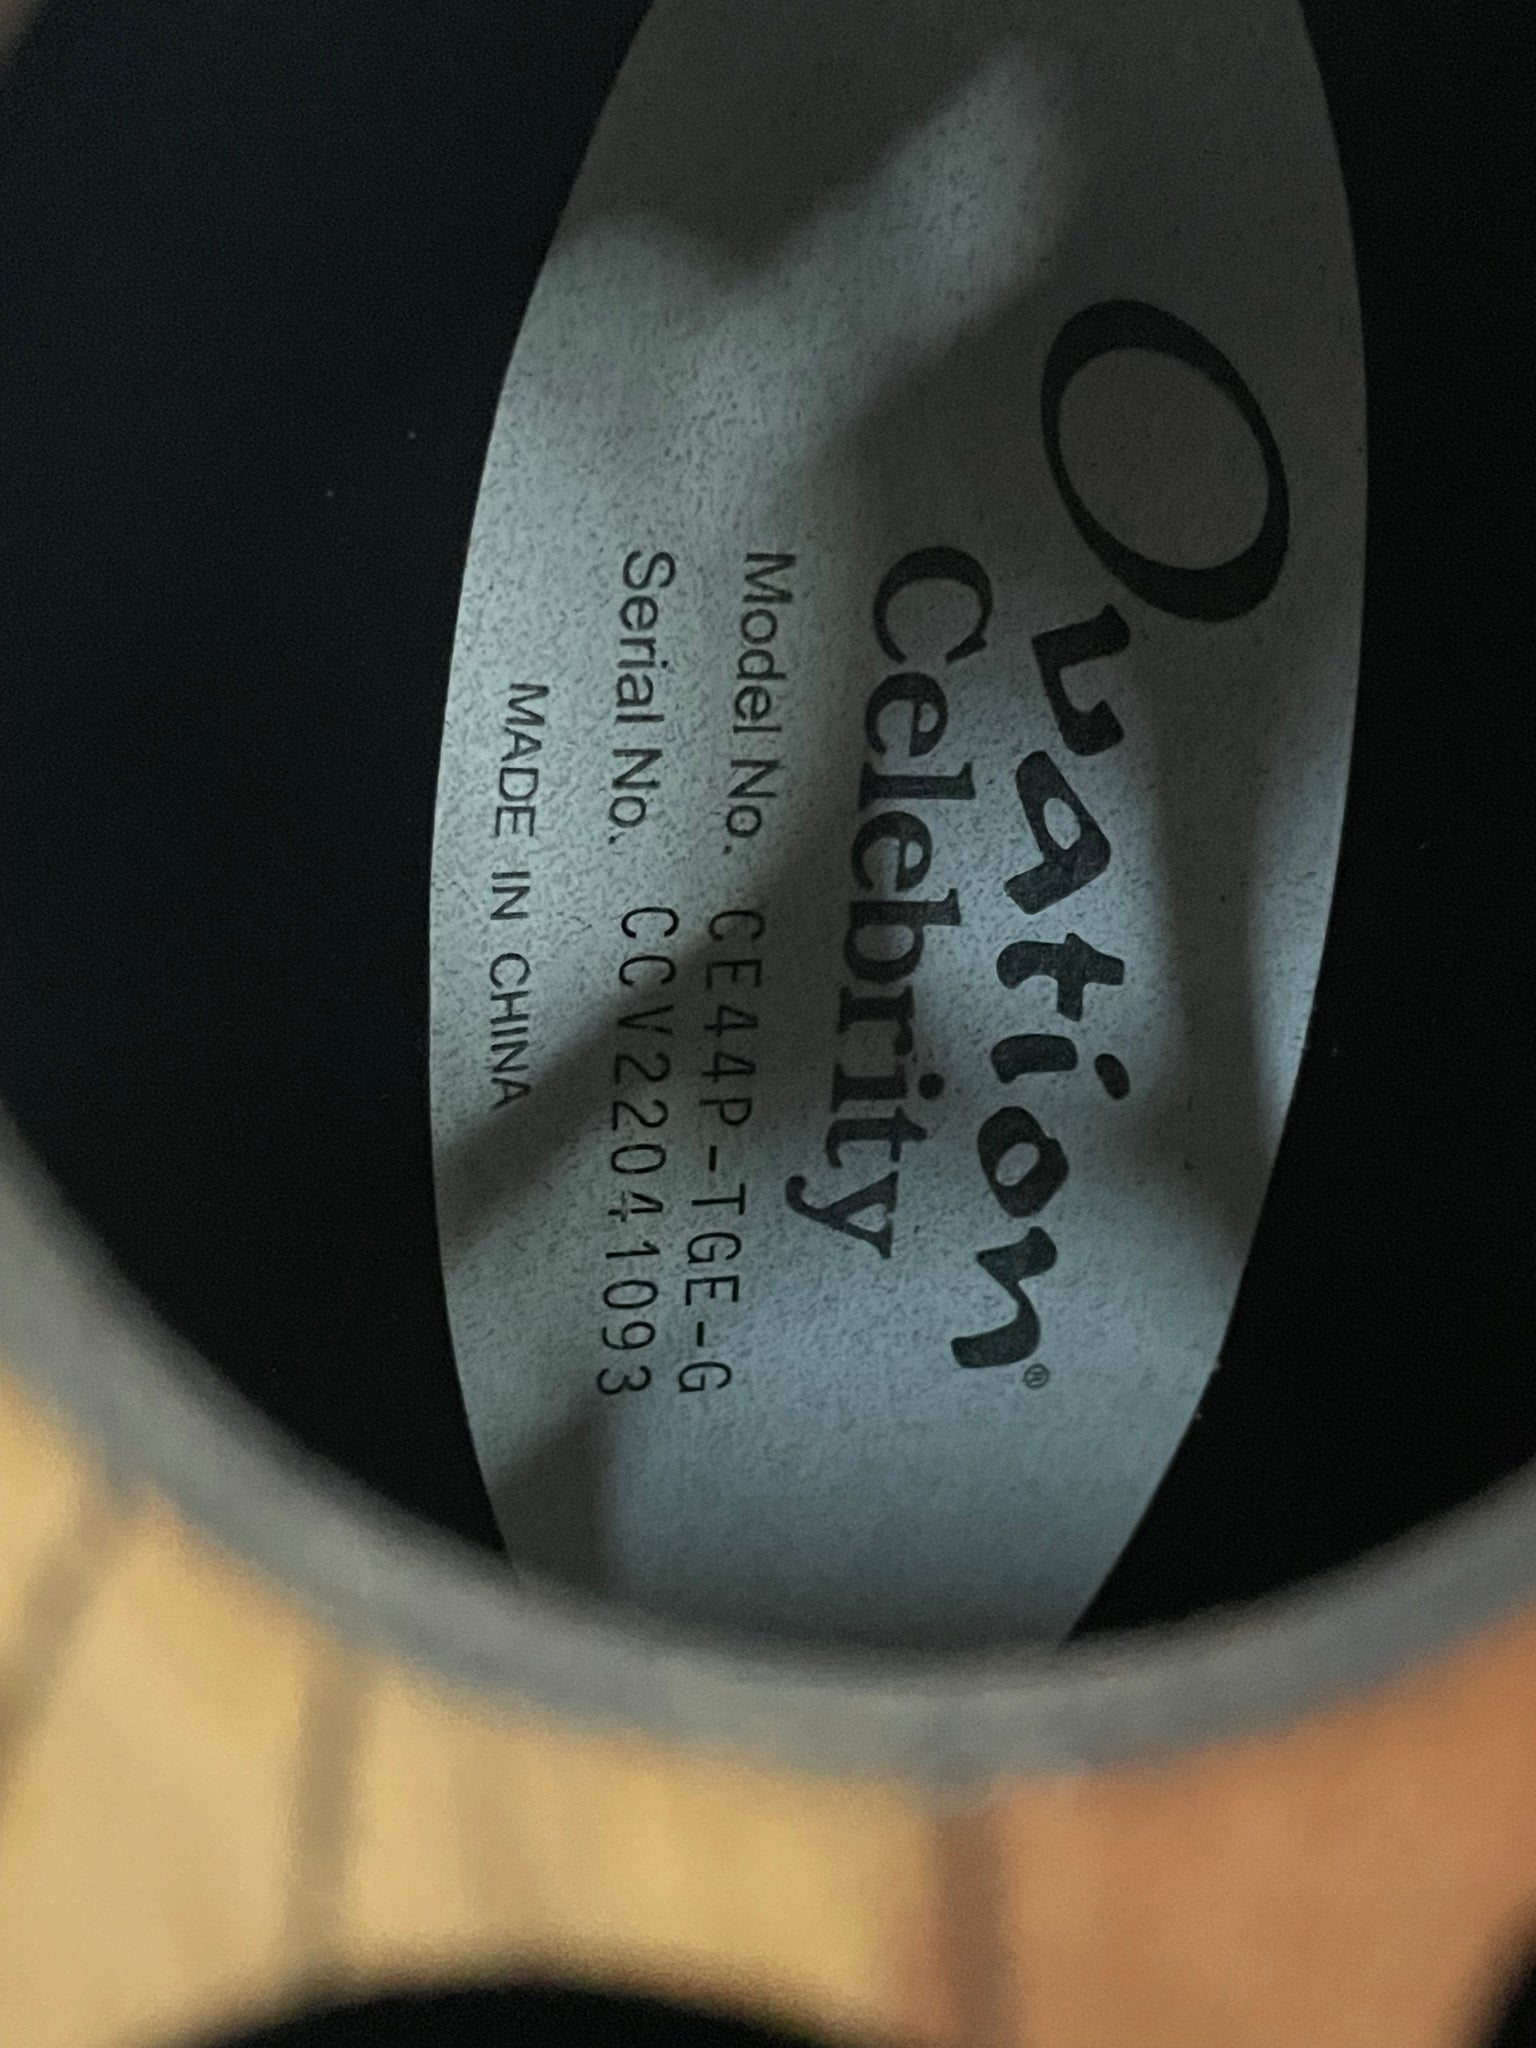 Ovation®
Celebrity
Model No. CE44P-TGE-G
Serial No. CCV22041093
MADE IN CHINA